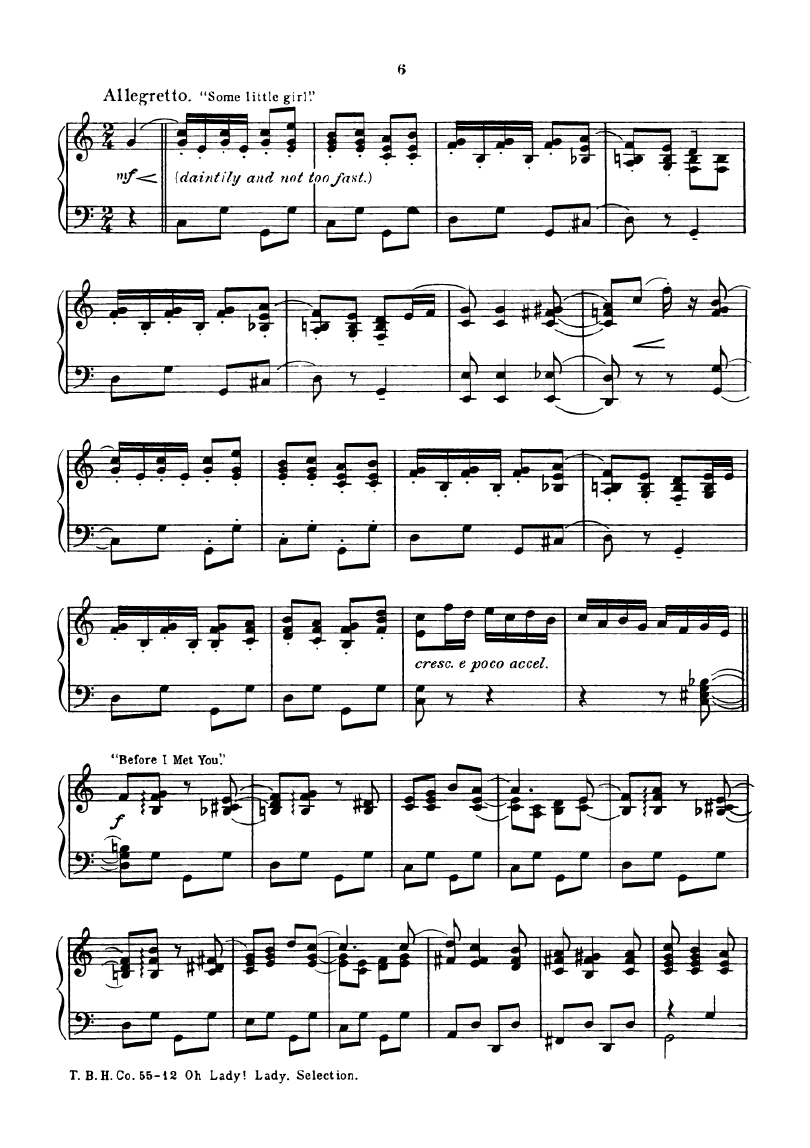 6
Allegretto. "Some little girl."
mf
(daintily and not too fast.)
cresc. e poco accel.
"Before I Met You."
f
T. B. H. Co. 55-12 Oh Lady! Lady. Selection.